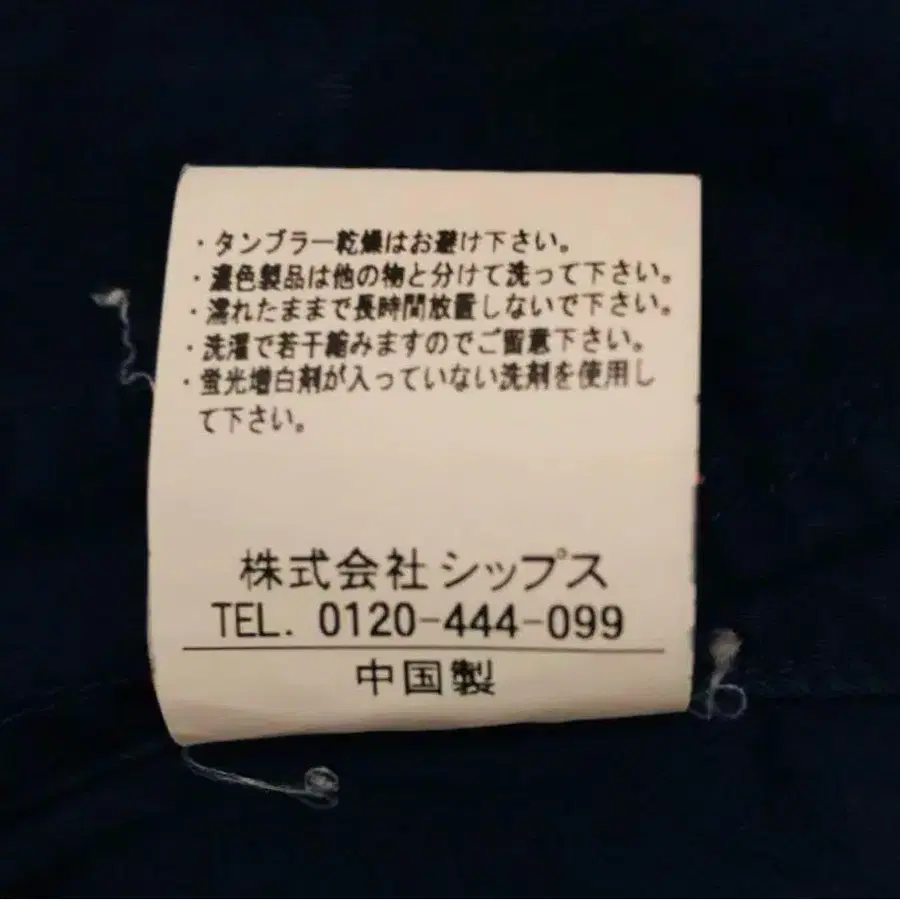 ・タンブラー乾燥はお避け下さい。
・濃色製品は他の物と分けて洗って下さい。
・濡れたままで長時間放置しないで下さい。
・洗濯で若干縮みますのでご留意下さい。
・蛍光増白剤が入っていない洗剤を使用し
て下さい。
株式会社シップス
TEL. 0120-444-099
中国製